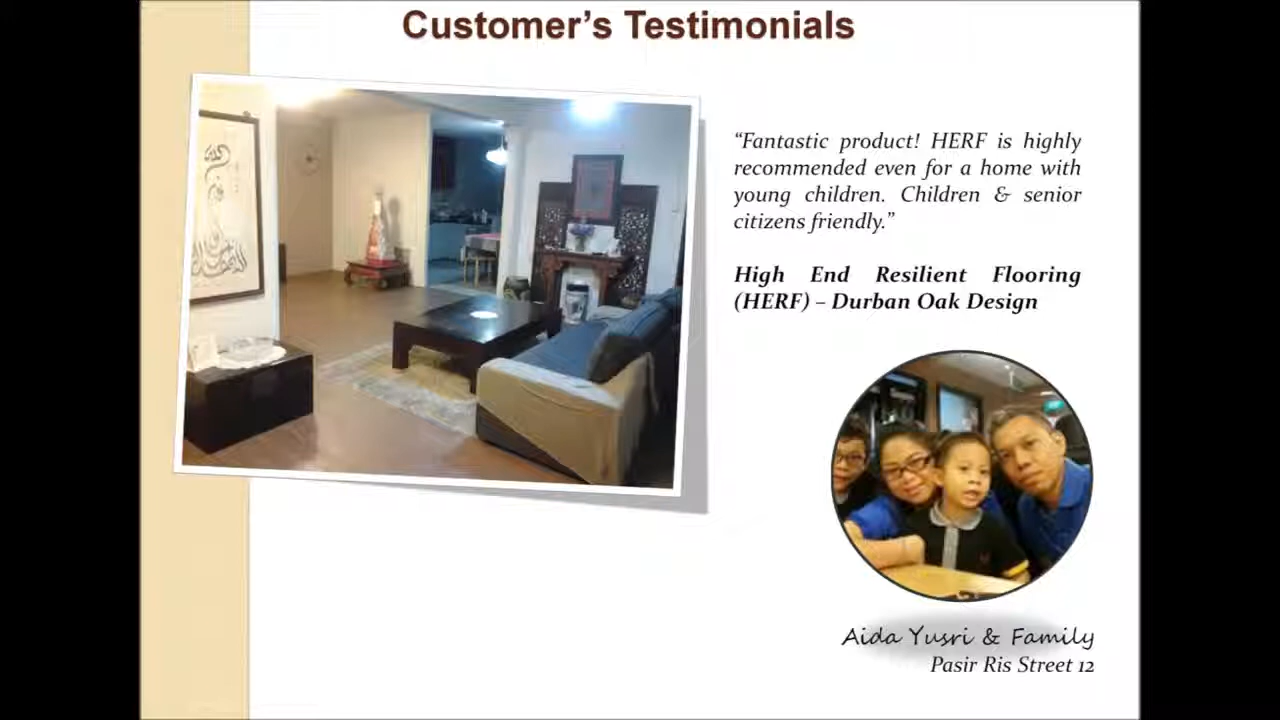 Customer’s Testimonials
“Fantastic product! HERF is highly
recommended even for a home with
young children. Children & senior
citizens friendly.”
High End Resilient Flooring
(HERF) – Durban Oak Design
Aida Yusri & Family
Pasir Ris Street 12